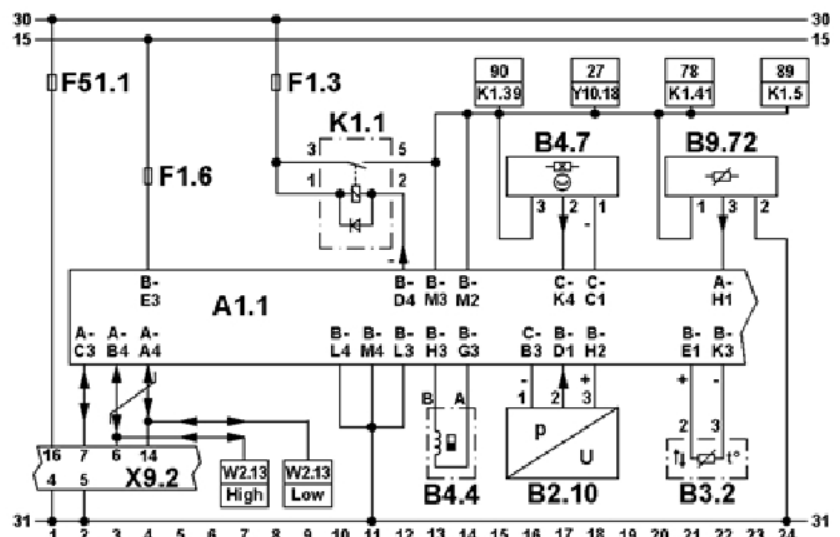 30 30
15 15
F51.1 F1.3 90 27 78 89
K1.39 Y10.18 K1.41 K1.5
K1.1 B4.7 B9.72
3 5
F1.6 1 2 3 2 1 1 3 2
- -
B- B- B- B- C- C- A-
E3 A1.1 D4 M3 M2 K4 C1 H1
A- A- A- B- B- B- B- B- C- B- B- B- B-
C3 B4 A4 L4 M4 L3 H3 G3 B3 D1 H2 E1 K3
B A - + + -
1 2 3 2 3
16 7 6 14 W2.13 W2:13 p t°
4 5 X9.2 High Low U
B4.4 B2.10 B3.2
31 31
1 2 3 4 5 6 7 8 9 10 11 12 13 14 15 16 17 18 19 20 21 22 23 24